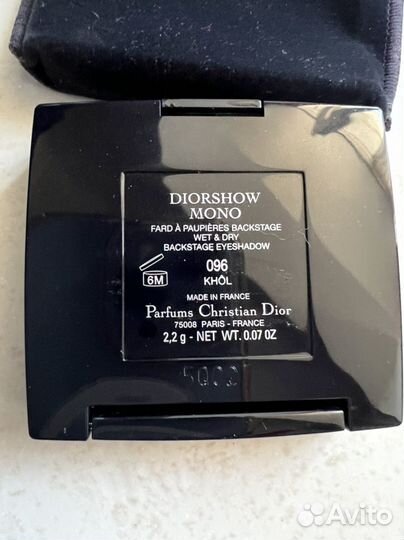 DIORSHOW
MONO
FARD À PAUPIÈRES BACKSTAGE
WET & DRY
BACKSTAGE EYESHADOW
096
6M
KHÔL
MADE IN FRANCE
Parfums Christian Dior
75008 PARIS - FRANCE
2,2 g - NET WT. 0.07 OZ
Avito